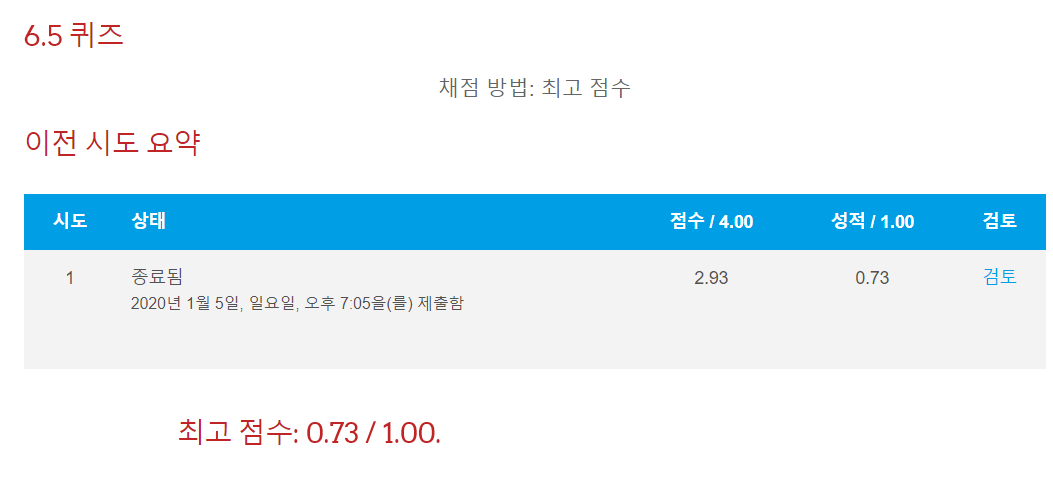 6.5 퀴즈
채점 방법: 최고 점수
이전 시도 요약
시도 상태 점수 / 4.00 성적 / 1.00 검토
1 종료됨 2.93 0.73 검토
2020년 1월 5일, 일요일, 오후 7:05을(를) 제출함
최고 점수: 0.73 / 1.00.